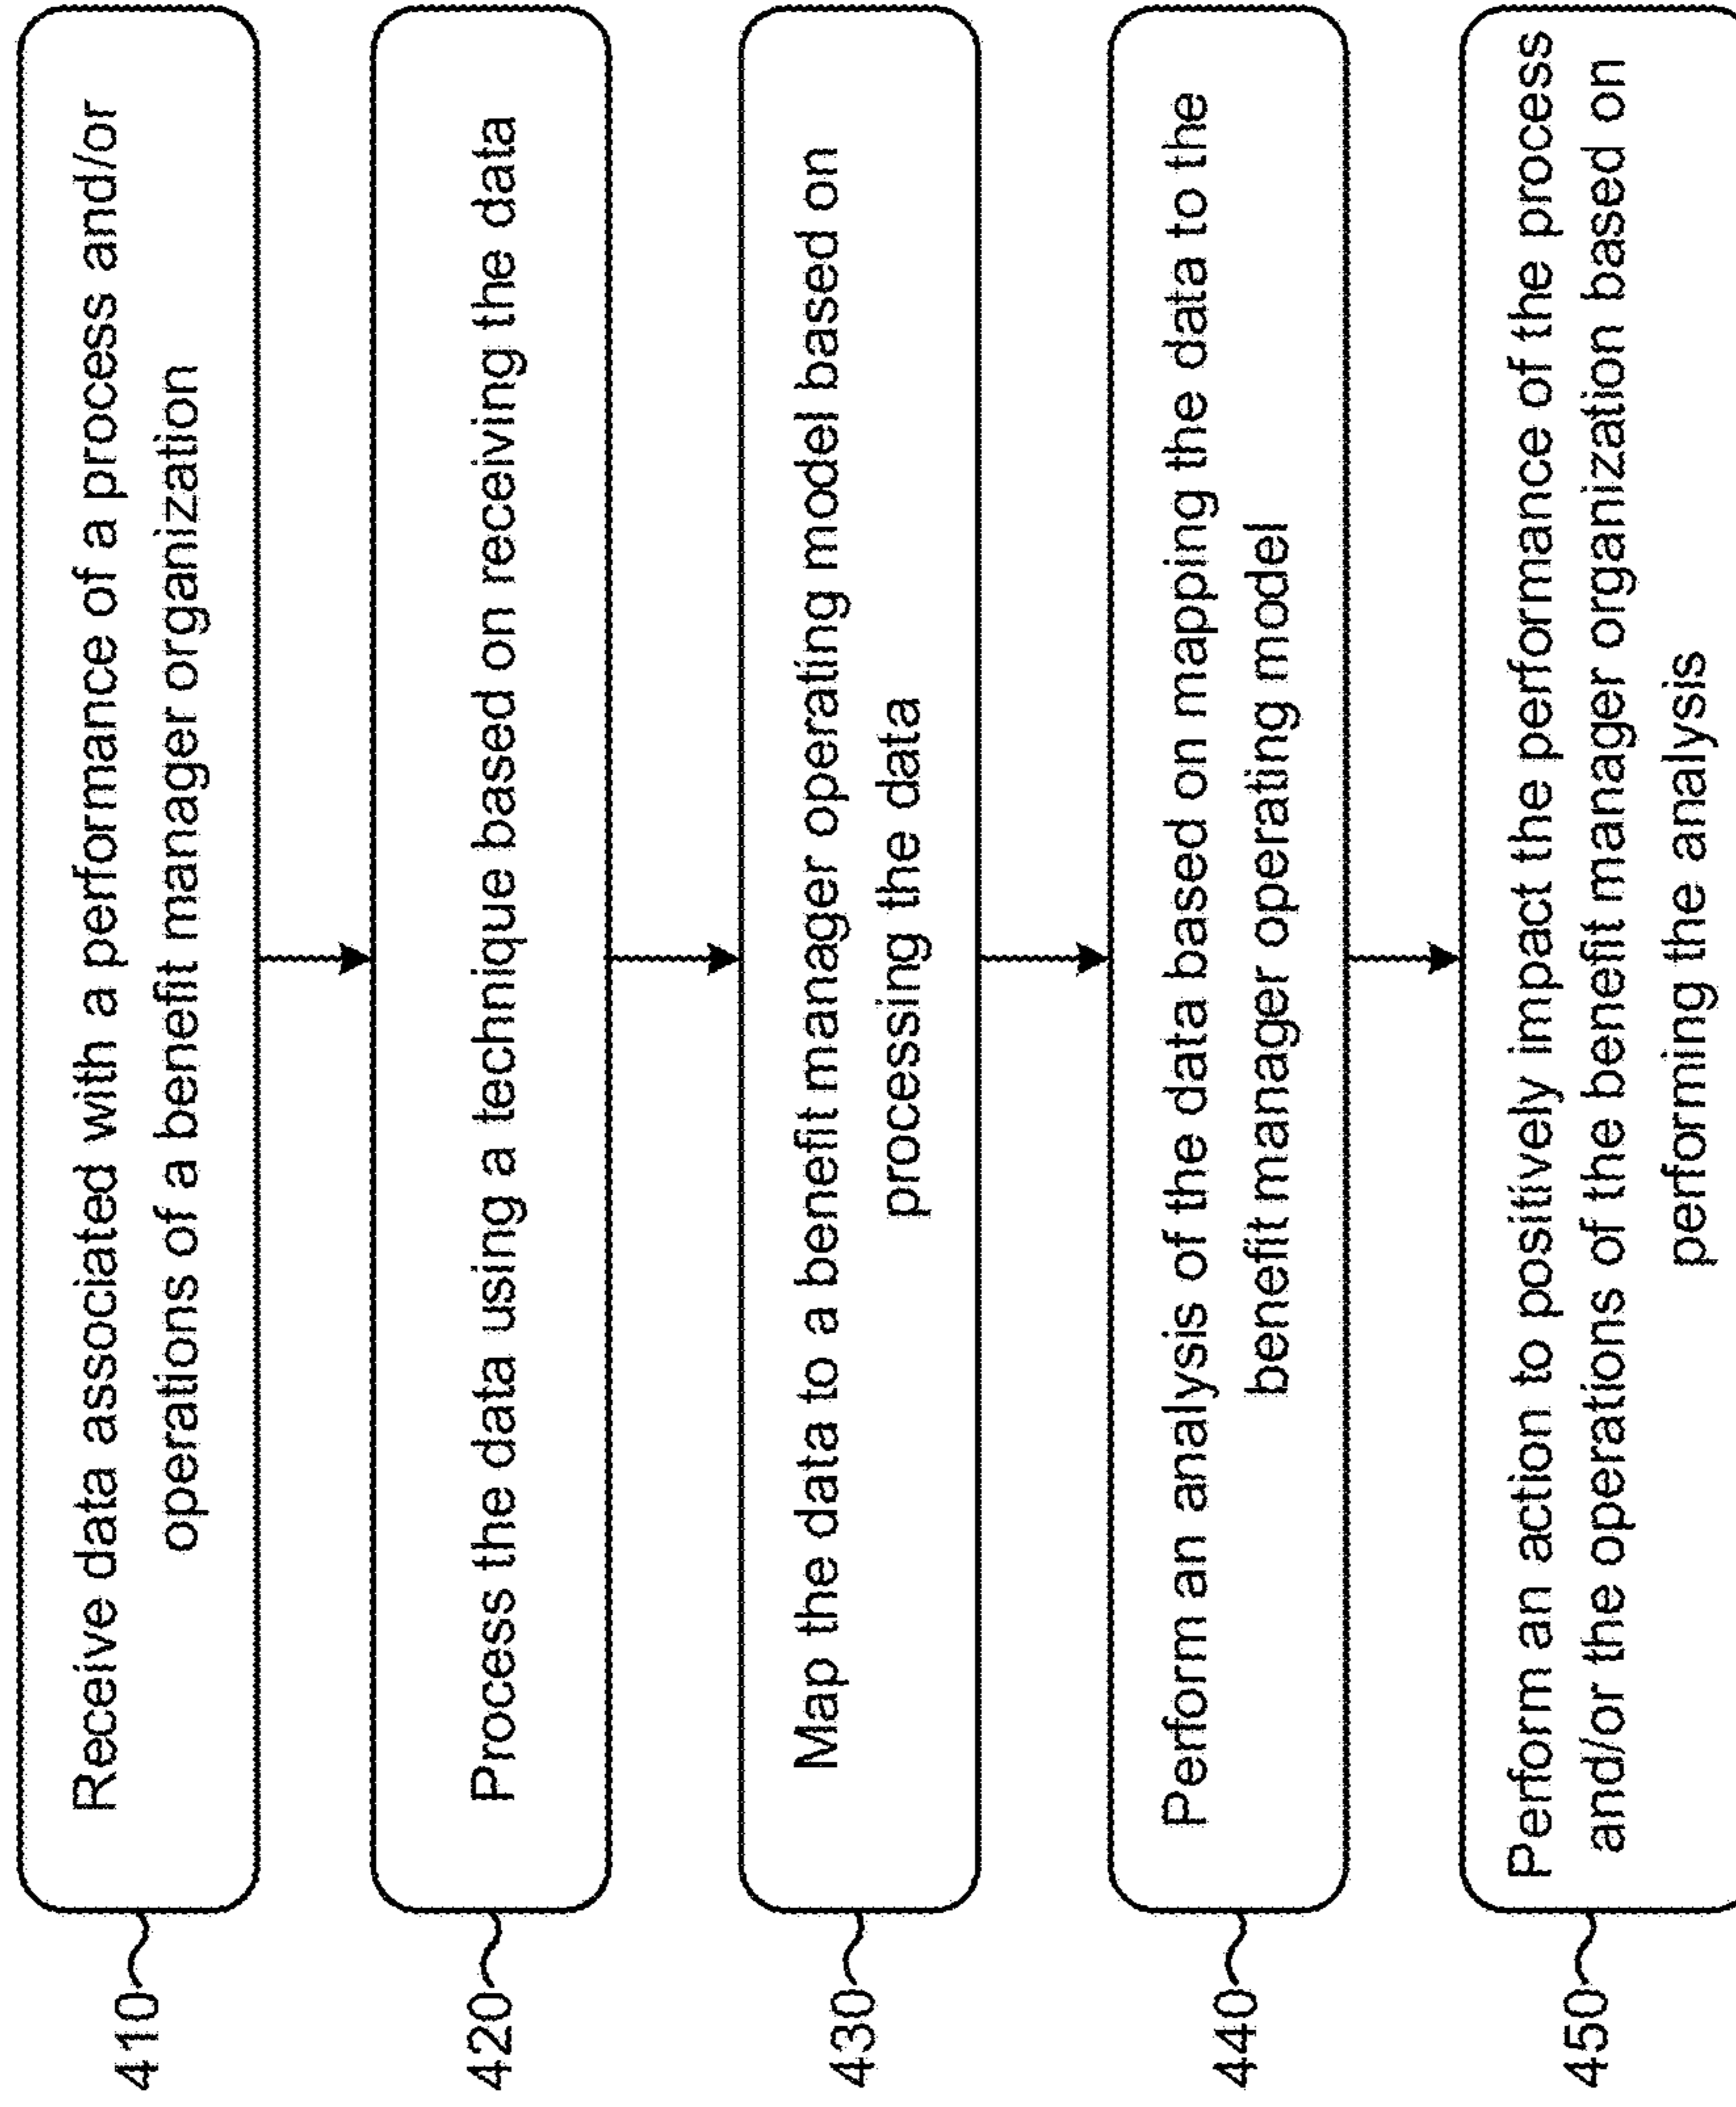 410
Receive data associated with a performance of a process and/or
operations of a benefit manager organization
420
Process the data using a technique based on receiving the data
430
Map the data to a benefit manager operating model based on
processing the data
440
Perform an analysis of the data based on mapping the data to the
benefit manager operating model
450
Perform an action to positively impact the performance of the process
and/or the operations of the benefit manager organization based on
performing the analysis